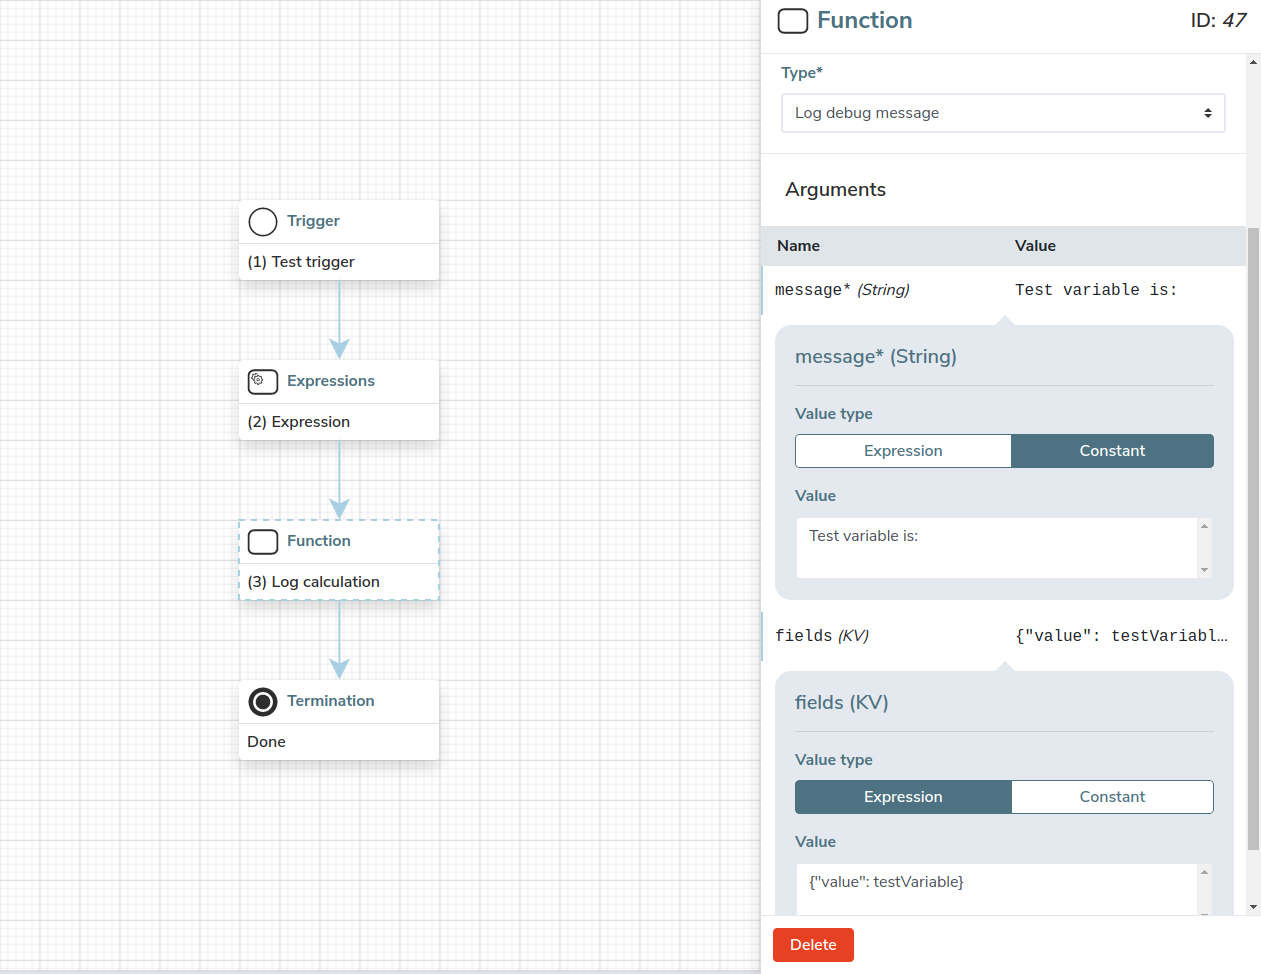 Trigger
(1) Test trigger
Expressions
(2) Expression
Function
(3) Log calculation
Termination
Done
Function ID: 47
Type*
Log debug message
Arguments
Name Value
message* (String) Test variable is:
message* (String)
Value type
Expression Constant
Value
Test variable is:
fields (KV) {"value": testVariabl…
fields (KV)
Value type
Expression Constant
Value
{"value": testVariable}
Delete